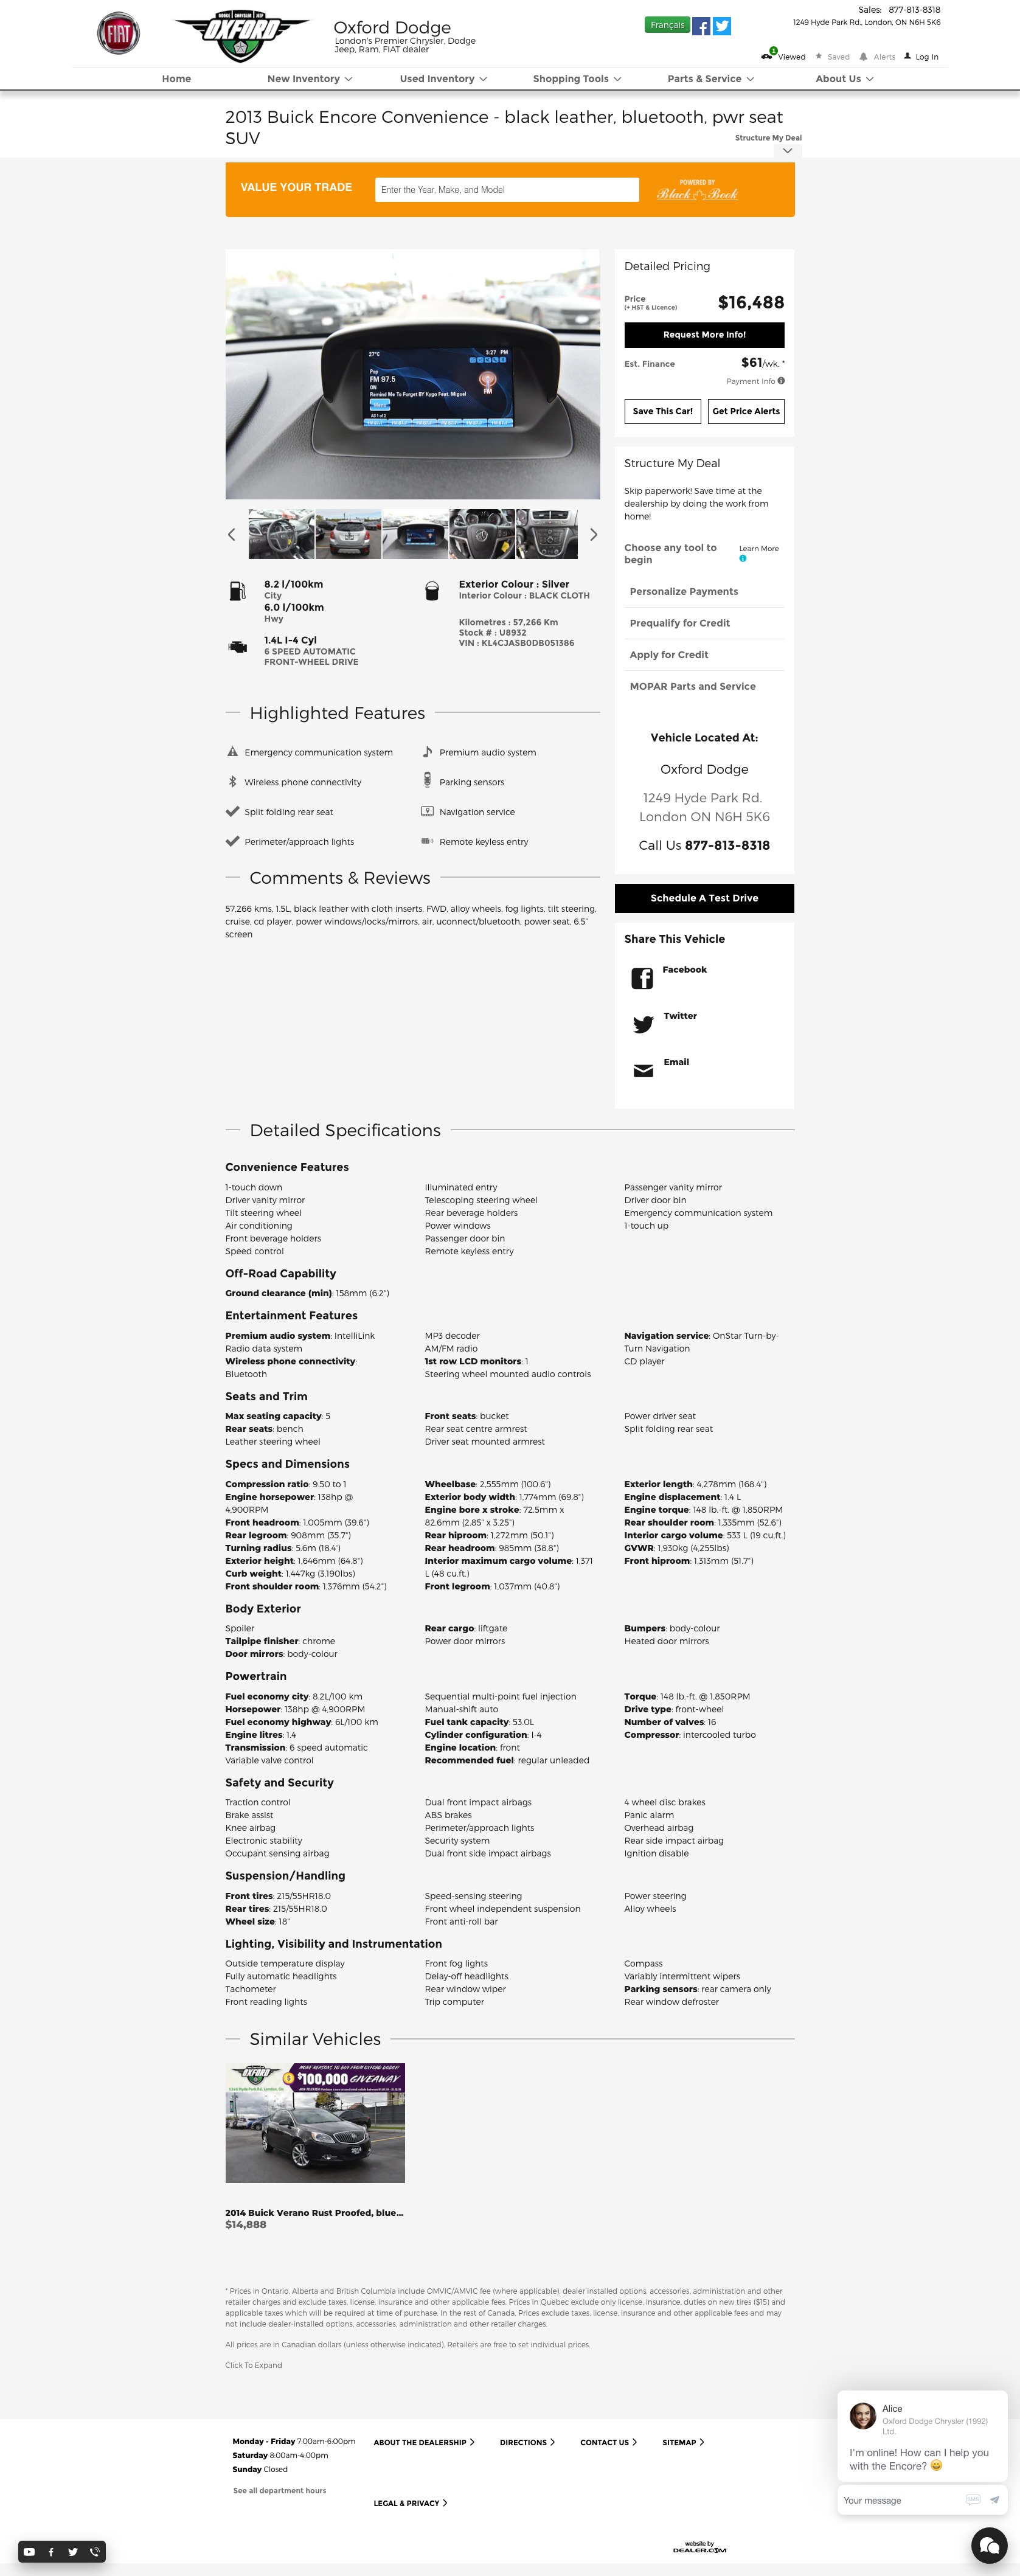 FIAT
DODGE CHRYSLER JEEP
OXFORD
Oxford Dodge
London's Premier Chrysler, Dodge
Jeep, Ram, FIAT dealer
Français
Sales: 877-813-8318
1249 Hyde Park Rd., London, ON N6H 5K6
1
Viewed
Saved
Alerts
Log In
Home
New Inventory
Used Inventory
Shopping Tools
Parts & Service
About Us
2013 Buick Encore Convenience - black leather, bluetooth, pwr seat
SUV
Structure My Deal
VALUE YOUR TRADE
Enter the Year, Make, and Model
POWERED BY
Black Book
27°C
3:27 PM
Pop
FM 97.5
ON
Remind Me To Forget BY Kygo Feat. Miguel
FM
All 1 of 2
Detailed Pricing
Price
(+ HST & Licence)
$16,488
Request More Info!
Est. Finance
$61/wk. *
Payment Info
Save This Car!
Get Price Alerts
Structure My Deal
Skip paperwork! Save time at the
dealership by doing the work from
home!
Choose any tool to
begin
Learn More
Personalize Payments
Prequalify for Credit
Apply for Credit
MOPAR Parts and Service
Vehicle Located At:
Oxford Dodge
1249 Hyde Park Rd.
London ON N6H 5K6
Call Us 877-813-8318
Schedule A Test Drive
Share This Vehicle
Facebook
Twitter
Email
8.2 l/100km
City
6.0 l/100km
Hwy
1.4L I-4 Cyl
6 SPEED AUTOMATIC
FRONT-WHEEL DRIVE
Exterior Colour : Silver
Interior Colour : BLACK CLOTH
Kilometres : 57,266 Km
Stock # : U8932
VIN : KL4CJASB0DB051386
Highlighted Features
Emergency communication system
Premium audio system
Wireless phone connectivity
Parking sensors
Split folding rear seat
Navigation service
Perimeter/approach lights
Remote keyless entry
Comments & Reviews
57,266 kms, 1.5L, black leather with cloth inserts, FWD, alloy wheels, fog lights, tilt steering,
cruise, cd player, power windows/locks/mirrors, air, uconnect/bluetooth, power seat, 6.5"
screen
Detailed Specifications
Convenience Features
1-touch down
Driver vanity mirror
Tilt steering wheel
Air conditioning
Front beverage holders
Speed control
Illuminated entry
Telescoping steering wheel
Rear beverage holders
Power windows
Passenger door bin
Remote keyless entry
Passenger vanity mirror
Driver door bin
Emergency communication system
1-touch up
Off-Road Capability
Ground clearance (min): 158mm (6.2")
Entertainment Features
Premium audio system: IntelliLink
Radio data system
Wireless phone connectivity:
Bluetooth
MP3 decoder
AM/FM radio
1st row LCD monitors: 1
Steering wheel mounted audio controls
Navigation service: OnStar Turn-by-
Turn Navigation
CD player
Seats and Trim
Max seating capacity: 5
Rear seats: bench
Leather steering wheel
Front seats: bucket
Rear seat centre armrest
Driver seat mounted armrest
Power driver seat
Split folding rear seat
Specs and Dimensions
Compression ratio: 9.50 to 1
Engine horsepower: 138hp @
4,900RPM
Front headroom: 1,005mm (39.6")
Rear legroom: 908mm (35.7")
Turning radius: 5.6m (18.4')
Exterior height: 1,646mm (64.8")
Curb weight: 1,447kg (3,190lbs)
Front shoulder room: 1,376mm (54.2")
Wheelbase: 2,555mm (100.6")
Exterior body width: 1,774mm (69.8")
Engine bore x stroke: 72.5mm x
82.6mm (2.85" x 3.25")
Rear hiproom: 1,272mm (50.1")
Rear headroom: 985mm (38.8")
Interior maximum cargo volume: 1,371
L (48 cu.ft.)
Front legroom: 1,037mm (40.8")
Exterior length: 4,278mm (168.4")
Engine displacement: 1.4 L
Engine torque: 148 lb.-ft. @ 1,850RPM
Rear shoulder room: 1,335mm (52.6")
Interior cargo volume: 533 L (19 cu.ft.)
GVWR: 1,930kg (4,255lbs)
Front hiproom: 1,313mm (51.7")
Body Exterior
Spoiler
Tailpipe finisher: chrome
Door mirrors: body-colour
Rear cargo: liftgate
Power door mirrors
Bumpers: body-colour
Heated door mirrors
Powertrain
Fuel economy city: 8.2L/100 km
Horsepower: 138hp @ 4,900RPM
Fuel economy highway: 6L/100 km
Engine litres: 1.4
Transmission: 6 speed automatic
Variable valve control
Sequential multi-point fuel injection
Manual-shift auto
Fuel tank capacity: 53.0L
Cylinder configuration: I-4
Engine location: front
Recommended fuel: regular unleaded
Torque: 148 lb.-ft. @ 1,850RPM
Drive type: front-wheel
Number of valves: 16
Compressor: Intercooled turbo
Safety and Security
Traction control
Brake assist
Knee airbag
Electronic stability
Occupant sensing airbag
Dual front impact airbags
ABS brakes
Perimeter/approach lights
Security system
Dual front side impact airbags
4 wheel disc brakes
Panic alarm
Overhead airbag
Rear side impact airbag
Ignition disable
Suspension/Handling
Front tires: 215/55HR18.0
Rear tires: 215/55HR18.0
Wheel size: 18"
Speed-sensing steering
Front wheel independent suspension
Front anti-roll bar
Power steering
Alloy wheels
Lighting, Visibility and Instrumentation
Outside temperature display
Fully automatic headlights
Tachometer
Front reading lights
Front fog lights
Delay-off headlights
Rear window wiper
Trip computer
Compass
Variably intermittent wipers
Parking sensors: rear camera only
Rear window defroster
Similar Vehicles
OXFORD
MORE REASONS TO BUY FROM OXFORD DODGE
$100,000 GIVEAWAY
2014 Buick Verano Rust Proofed, blue...
$14,888
* Prices in Ontario, Alberta and British Columbia include OMVIC/AMVIC fee (where applicable), dealer installed options, accessories, administration and other
retailer charges and exclude taxes, license, insurance and other applicable fees. Prices in Quebec exclude only license, insurance, duties on new tires ($15) and
applicable taxes which will be required at time of purchase. In the rest of Canada, Prices exclude taxes, license, insurance and other applicable fees and may
not include dealer-installed options, accessories, administration and other retailer charges.
All prices are in Canadian dollars (unless otherwise indicated). Retailers are free to set individual prices.
Click To Expand
Monday - Friday 7:00am-6:00pm
Saturday 8:00am-4:00pm
Sunday Closed
See all department hours
ABOUT THE DEALERSHIP
DIRECTIONS
CONTACT US
SITEMAP
LEGAL & PRIVACY
website by
DEALER.COM
Alice
Oxford Dodge Chrysler (1992)
Ltd.
I'm online! How can I help you
with the Encore? 😀
Your message